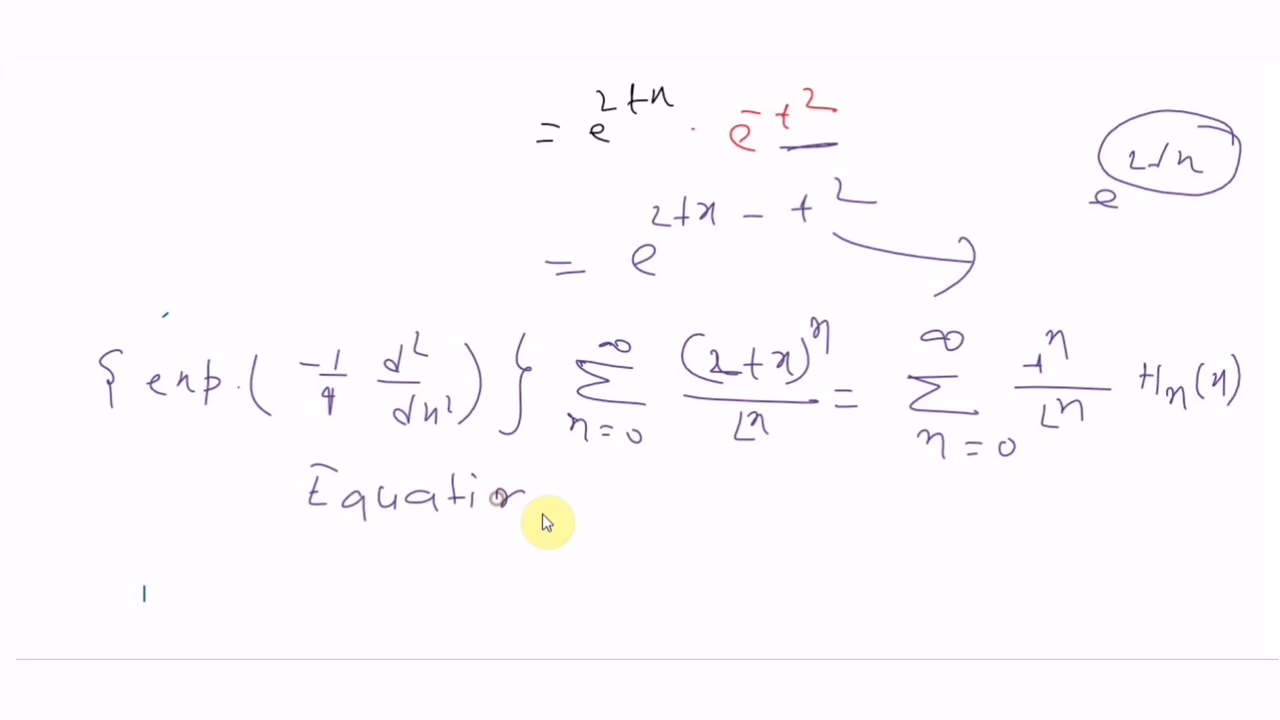 = e^{2tx} · e^{-t^2}
e^{2tx}
= e^{2tx - t^2}
{ exp. ( -1/4 d^2/dx^2 ) } ∑_{n=0}^{∞} (2tx)^n / ⌊n = ∑_{n=0}^{∞} t^n / ⌊n H_n(x)
Equation